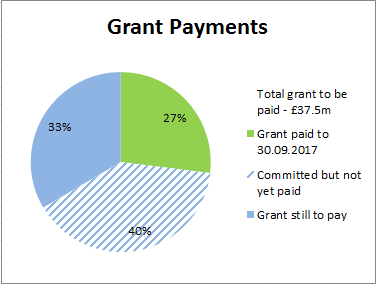 Grant Payments
33%
27%
40%
Total grant to be
paid - £37.5m
Grant paid to
30.09.2017
Committed but not
yet paid
Grant still to pay